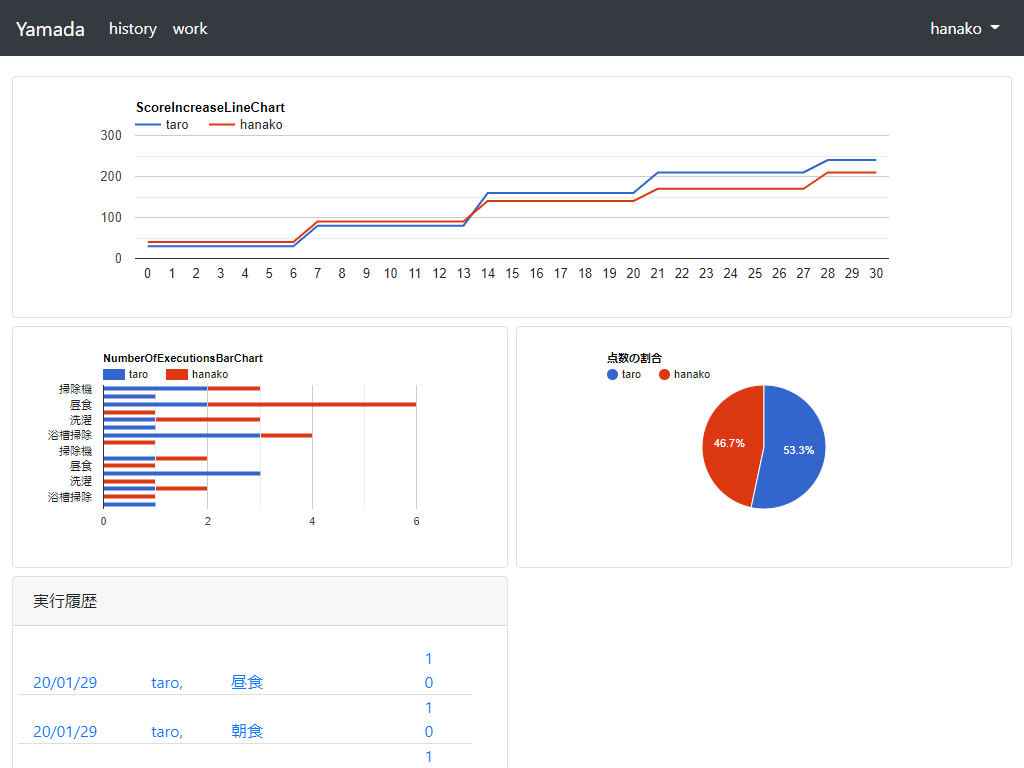 Yamada history work hanako
ScoreIncreaseLineChart
taro hanako
300
200
100
0
0 1 2 3 4 5 6 7 8 9 10 11 12 13 14 15 16 17 18 19 20 21 22 23 24 25 26 27 28 29 30
NumberOfExecutionsBarChart
taro hanako
掃除機
昼食
洗濯
浴槽掃除
掃除機
昼食
洗濯
浴槽掃除
0 2 4 6
点数の割合
taro hanako
46.7%
53.3%
実行履歴
1
20/01/29 taro, 昼食 0
1
20/01/29 taro, 朝食 0
1